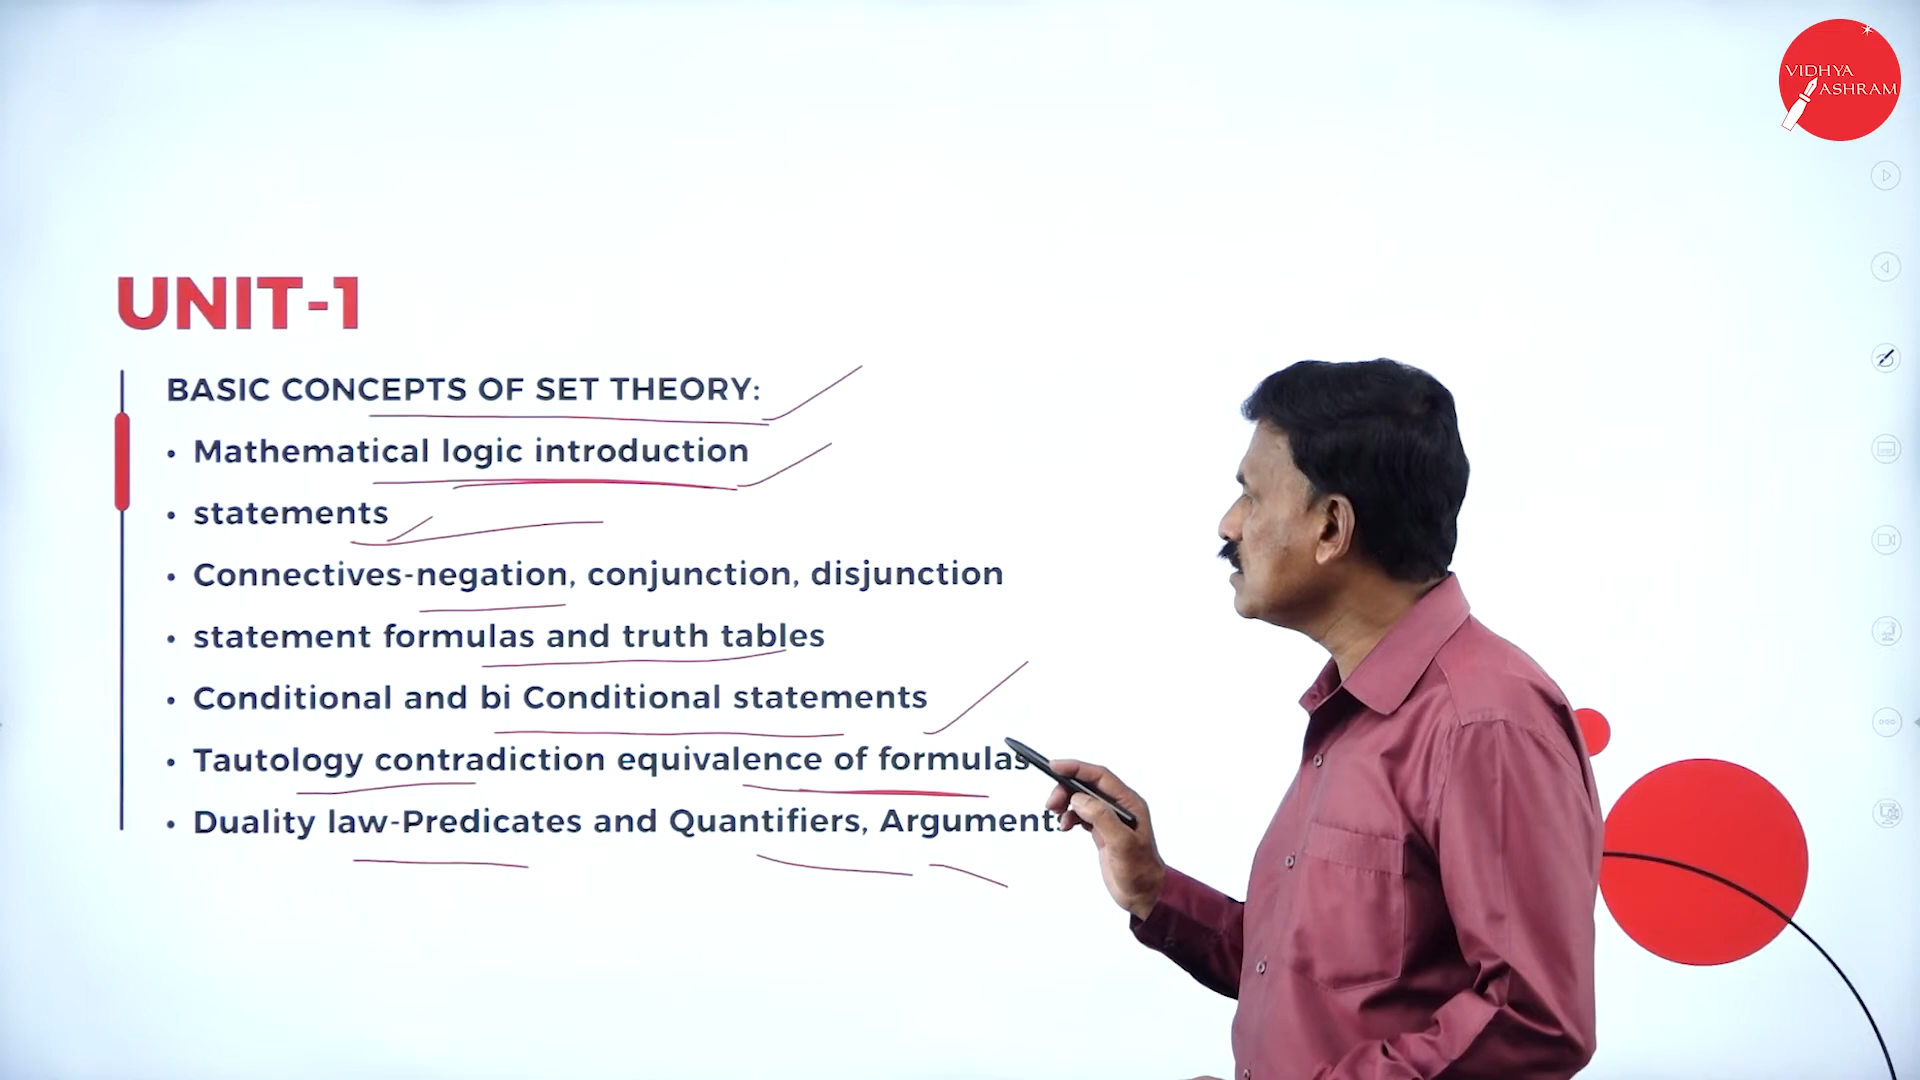 VIDHYA
ASHRAM
UNIT-1
BASIC CONCEPTS OF SET THEORY:
• Mathematical logic introduction
• statements
• Connectives-negation, conjunction, disjunction
• statement formulas and truth tables
• Conditional and bi Conditional statements
• Tautology contradiction equivalence of formulas
• Duality law-Predicates and Quantifiers, Arguments